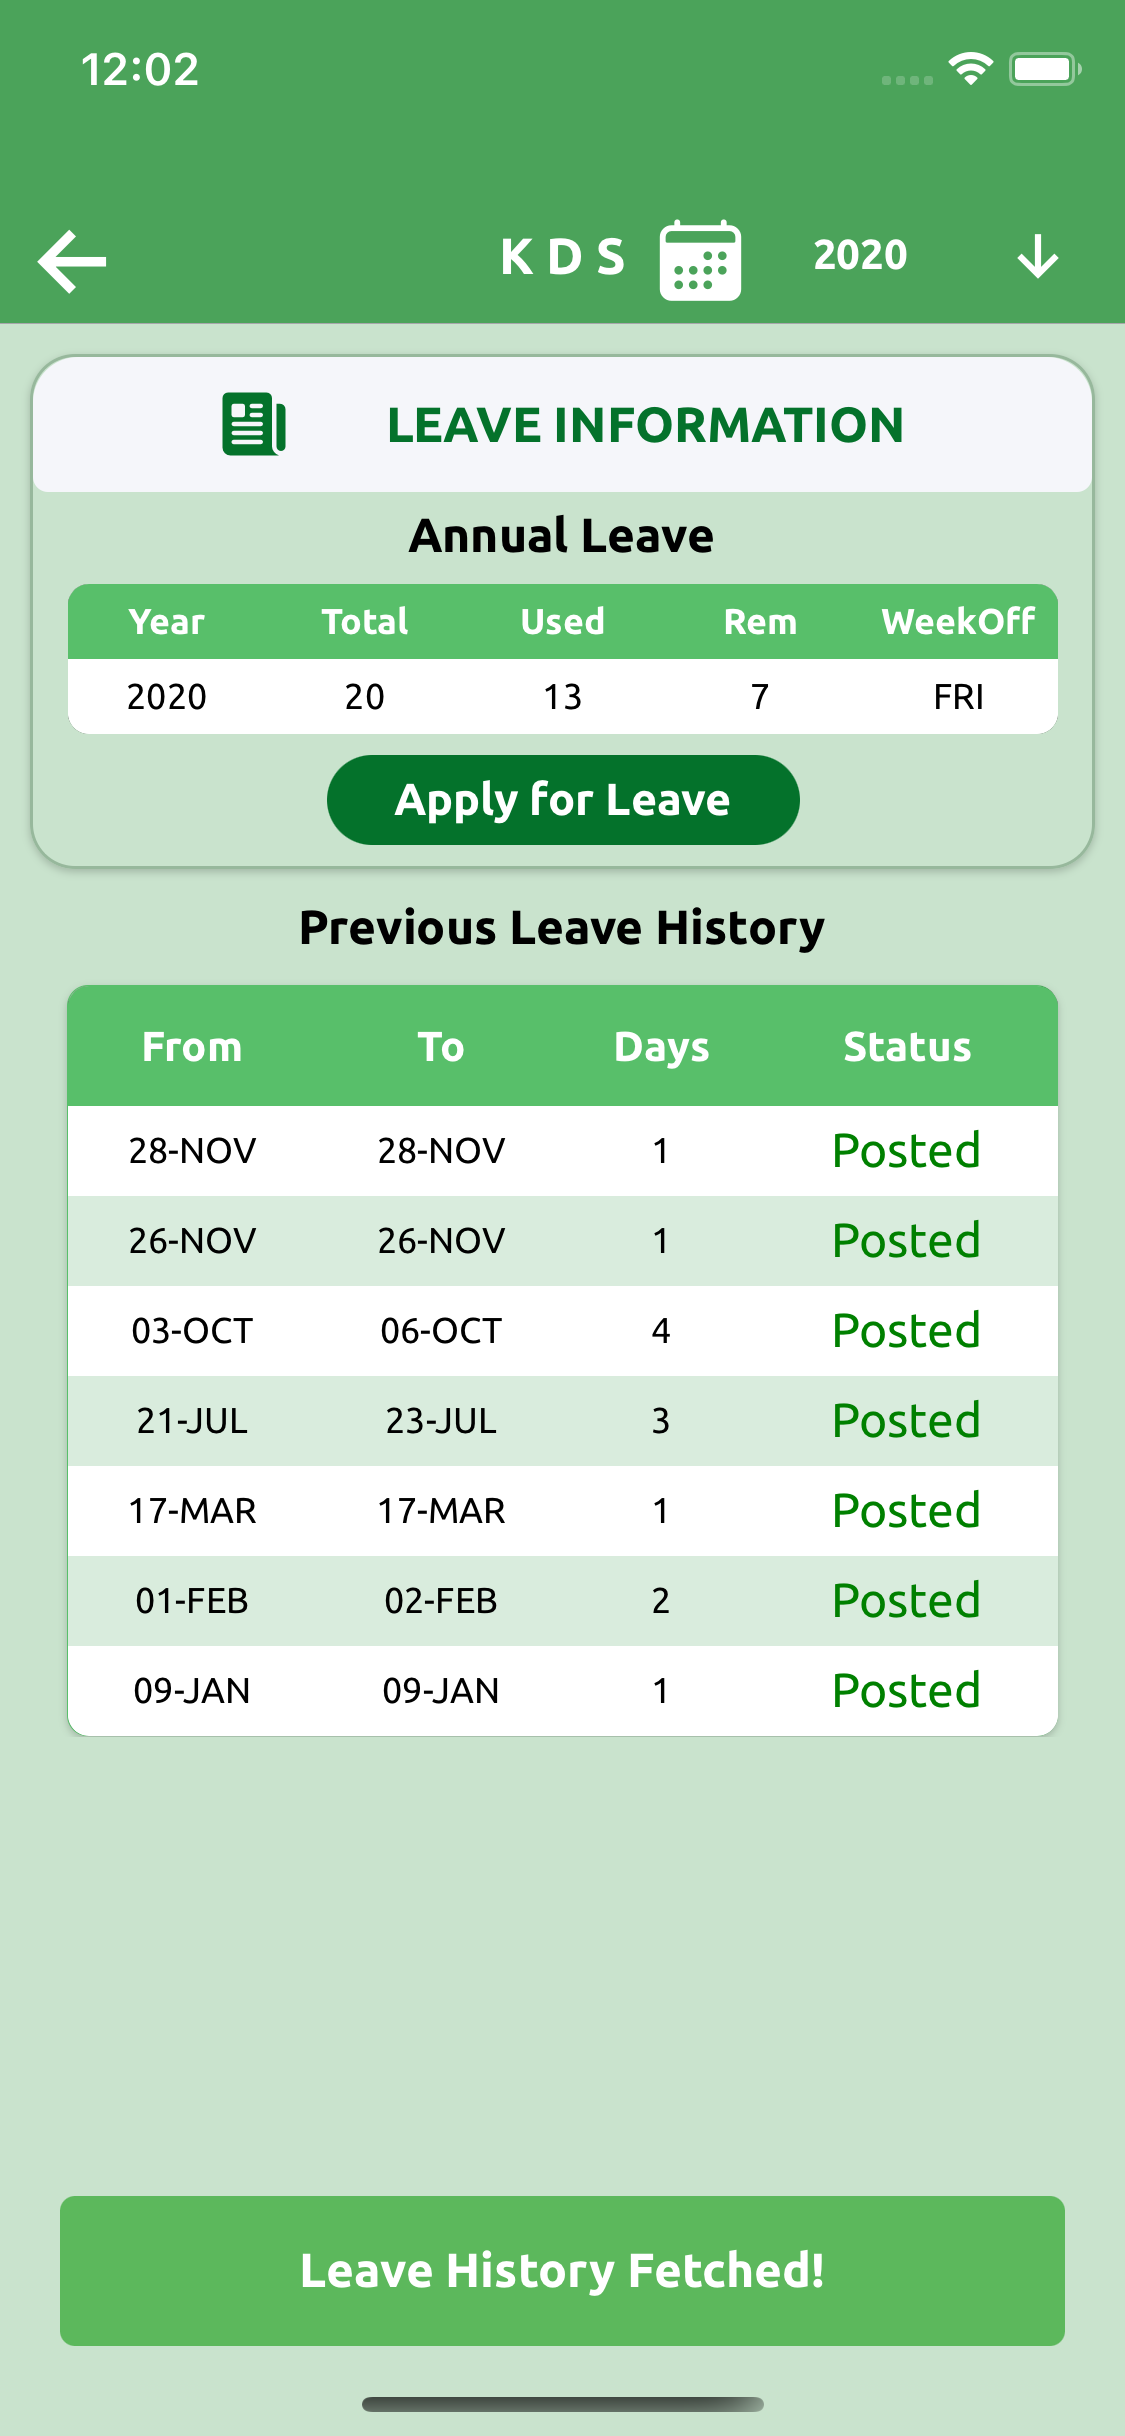 12:02
K D S 2020
LEAVE INFORMATION
Annual Leave
Year Total Used Rem WeekOff
2020 20 13 7 FRI
Apply for Leave
Previous Leave History
From To Days Status
28-NOV 28-NOV 1 Posted
26-NOV 26-NOV 1 Posted
03-OCT 06-OCT 4 Posted
21-JUL 23-JUL 3 Posted
17-MAR 17-MAR 1 Posted
01-FEB 02-FEB 2 Posted
09-JAN 09-JAN 1 Posted
Leave History Fetched!